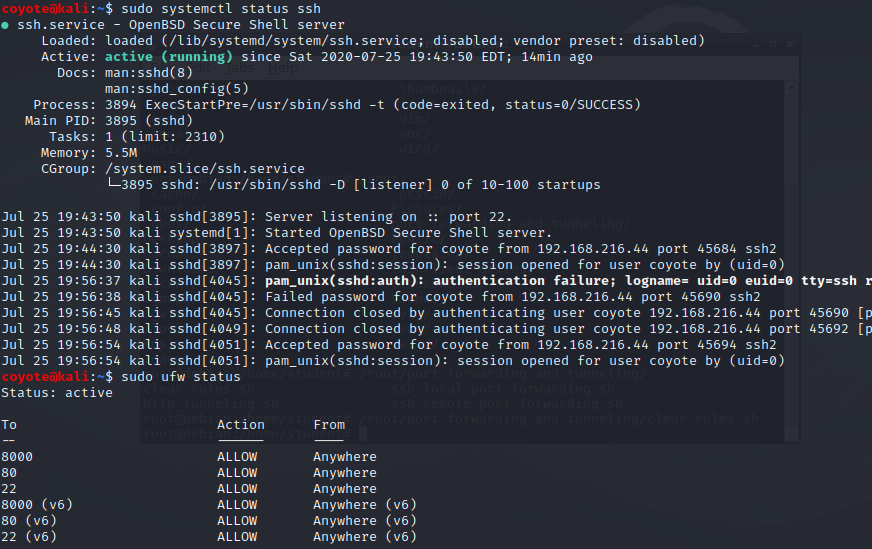 coyote@kali:~$ sudo systemctl status ssh
● ssh.service - OpenBSD Secure Shell server
     Loaded: loaded (/lib/systemd/system/ssh.service; disabled; vendor preset: disabled)
     Active: active (running) since Sat 2020-07-25 19:43:50 EDT; 14min ago
       Docs: man:sshd(8)
             man:sshd_config(5)
    Process: 3894 ExecStartPre=/usr/sbin/sshd -t (code=exited, status=0/SUCCESS)
   Main PID: 3895 (sshd)
      Tasks: 1 (limit: 2310)
     Memory: 5.5M
     CGroup: /system.slice/ssh.service
             └─3895 sshd: /usr/sbin/sshd -D [listener] 0 of 10-100 startups
Jul 25 19:43:50 kali sshd[3895]: Server listening on :: port 22.
Jul 25 19:43:50 kali systemd[1]: Started OpenBSD Secure Shell server.
Jul 25 19:44:30 kali sshd[3897]: Accepted password for coyote from 192.168.216.44 port 45684 ssh2
Jul 25 19:44:30 kali sshd[3897]: pam_unix(sshd:session): session opened for user coyote by (uid=0)
Jul 25 19:56:37 kali sshd[4045]: pam_unix(sshd:auth): authentication failure; logname= uid=0 euid=0 tty=ssh r
Jul 25 19:56:38 kali sshd[4045]: Failed password for coyote from 192.168.216.44 port 45690 ssh2
Jul 25 19:56:45 kali sshd[4045]: Connection closed by authenticating user coyote 192.168.216.44 port 45690 [p
Jul 25 19:56:48 kali sshd[4049]: Connection closed by authenticating user coyote 192.168.216.44 port 45692 [p
Jul 25 19:56:54 kali sshd[4051]: Accepted password for coyote from 192.168.216.44 port 45694 ssh2
Jul 25 19:56:54 kali sshd[4051]: pam_unix(sshd:session): session opened for user coyote by (uid=0)
coyote@kali:~$ sudo ufw status
Status: active
To                         Action      From
--                         ------      ----
8000                       ALLOW       Anywhere
80                         ALLOW       Anywhere
22                         ALLOW       Anywhere
8000 (v6)                  ALLOW       Anywhere (v6)
80 (v6)                    ALLOW       Anywhere (v6)
22 (v6)                    ALLOW       Anywhere (v6)